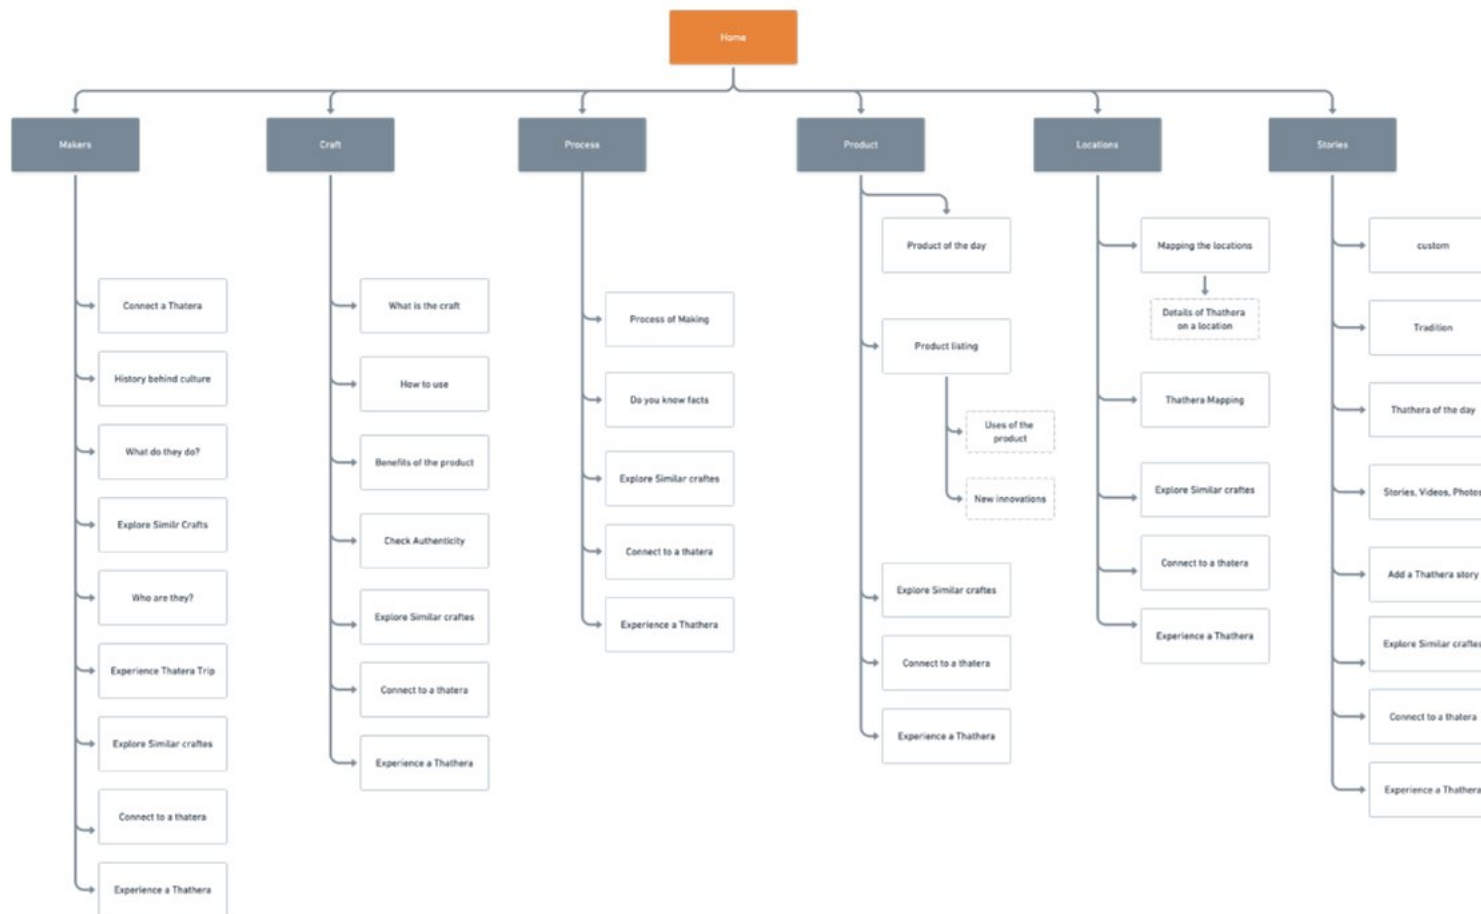 Home
Makers
Craft
Process
Product
Locations
Stories
Connect a Thatera
History behind culture
What do they do?
Explore Similr Crafts
Who are they?
Experience Thatera Trip
Explore Similar craftes
Connect to a thatera
Experience a Thathera
What is the craft
How to use
Benefits of the product
Check Authenticity
Explore Similar craftes
Connect to a thatera
Experience a Thathera
Process of Making
Do you know facts
Explore Similar craftes
Connect to a thatera
Experience a Thathera
Product of the day
Product listing
Uses of the
product
New innovations
Explore Similar craftes
Connect to a thatera
Experience a Thathera
Mapping the locations
Details of Thathera
on a location
Thathera Mapping
Explore Similar craftes
Connect to a thatera
Experience a Thathera
custom
Tradition
Thathera of the day
Stories, Videos, Photos
Add a Thathera story
Explore Similar craftes
Connect to a thatera
Experience a Thathera